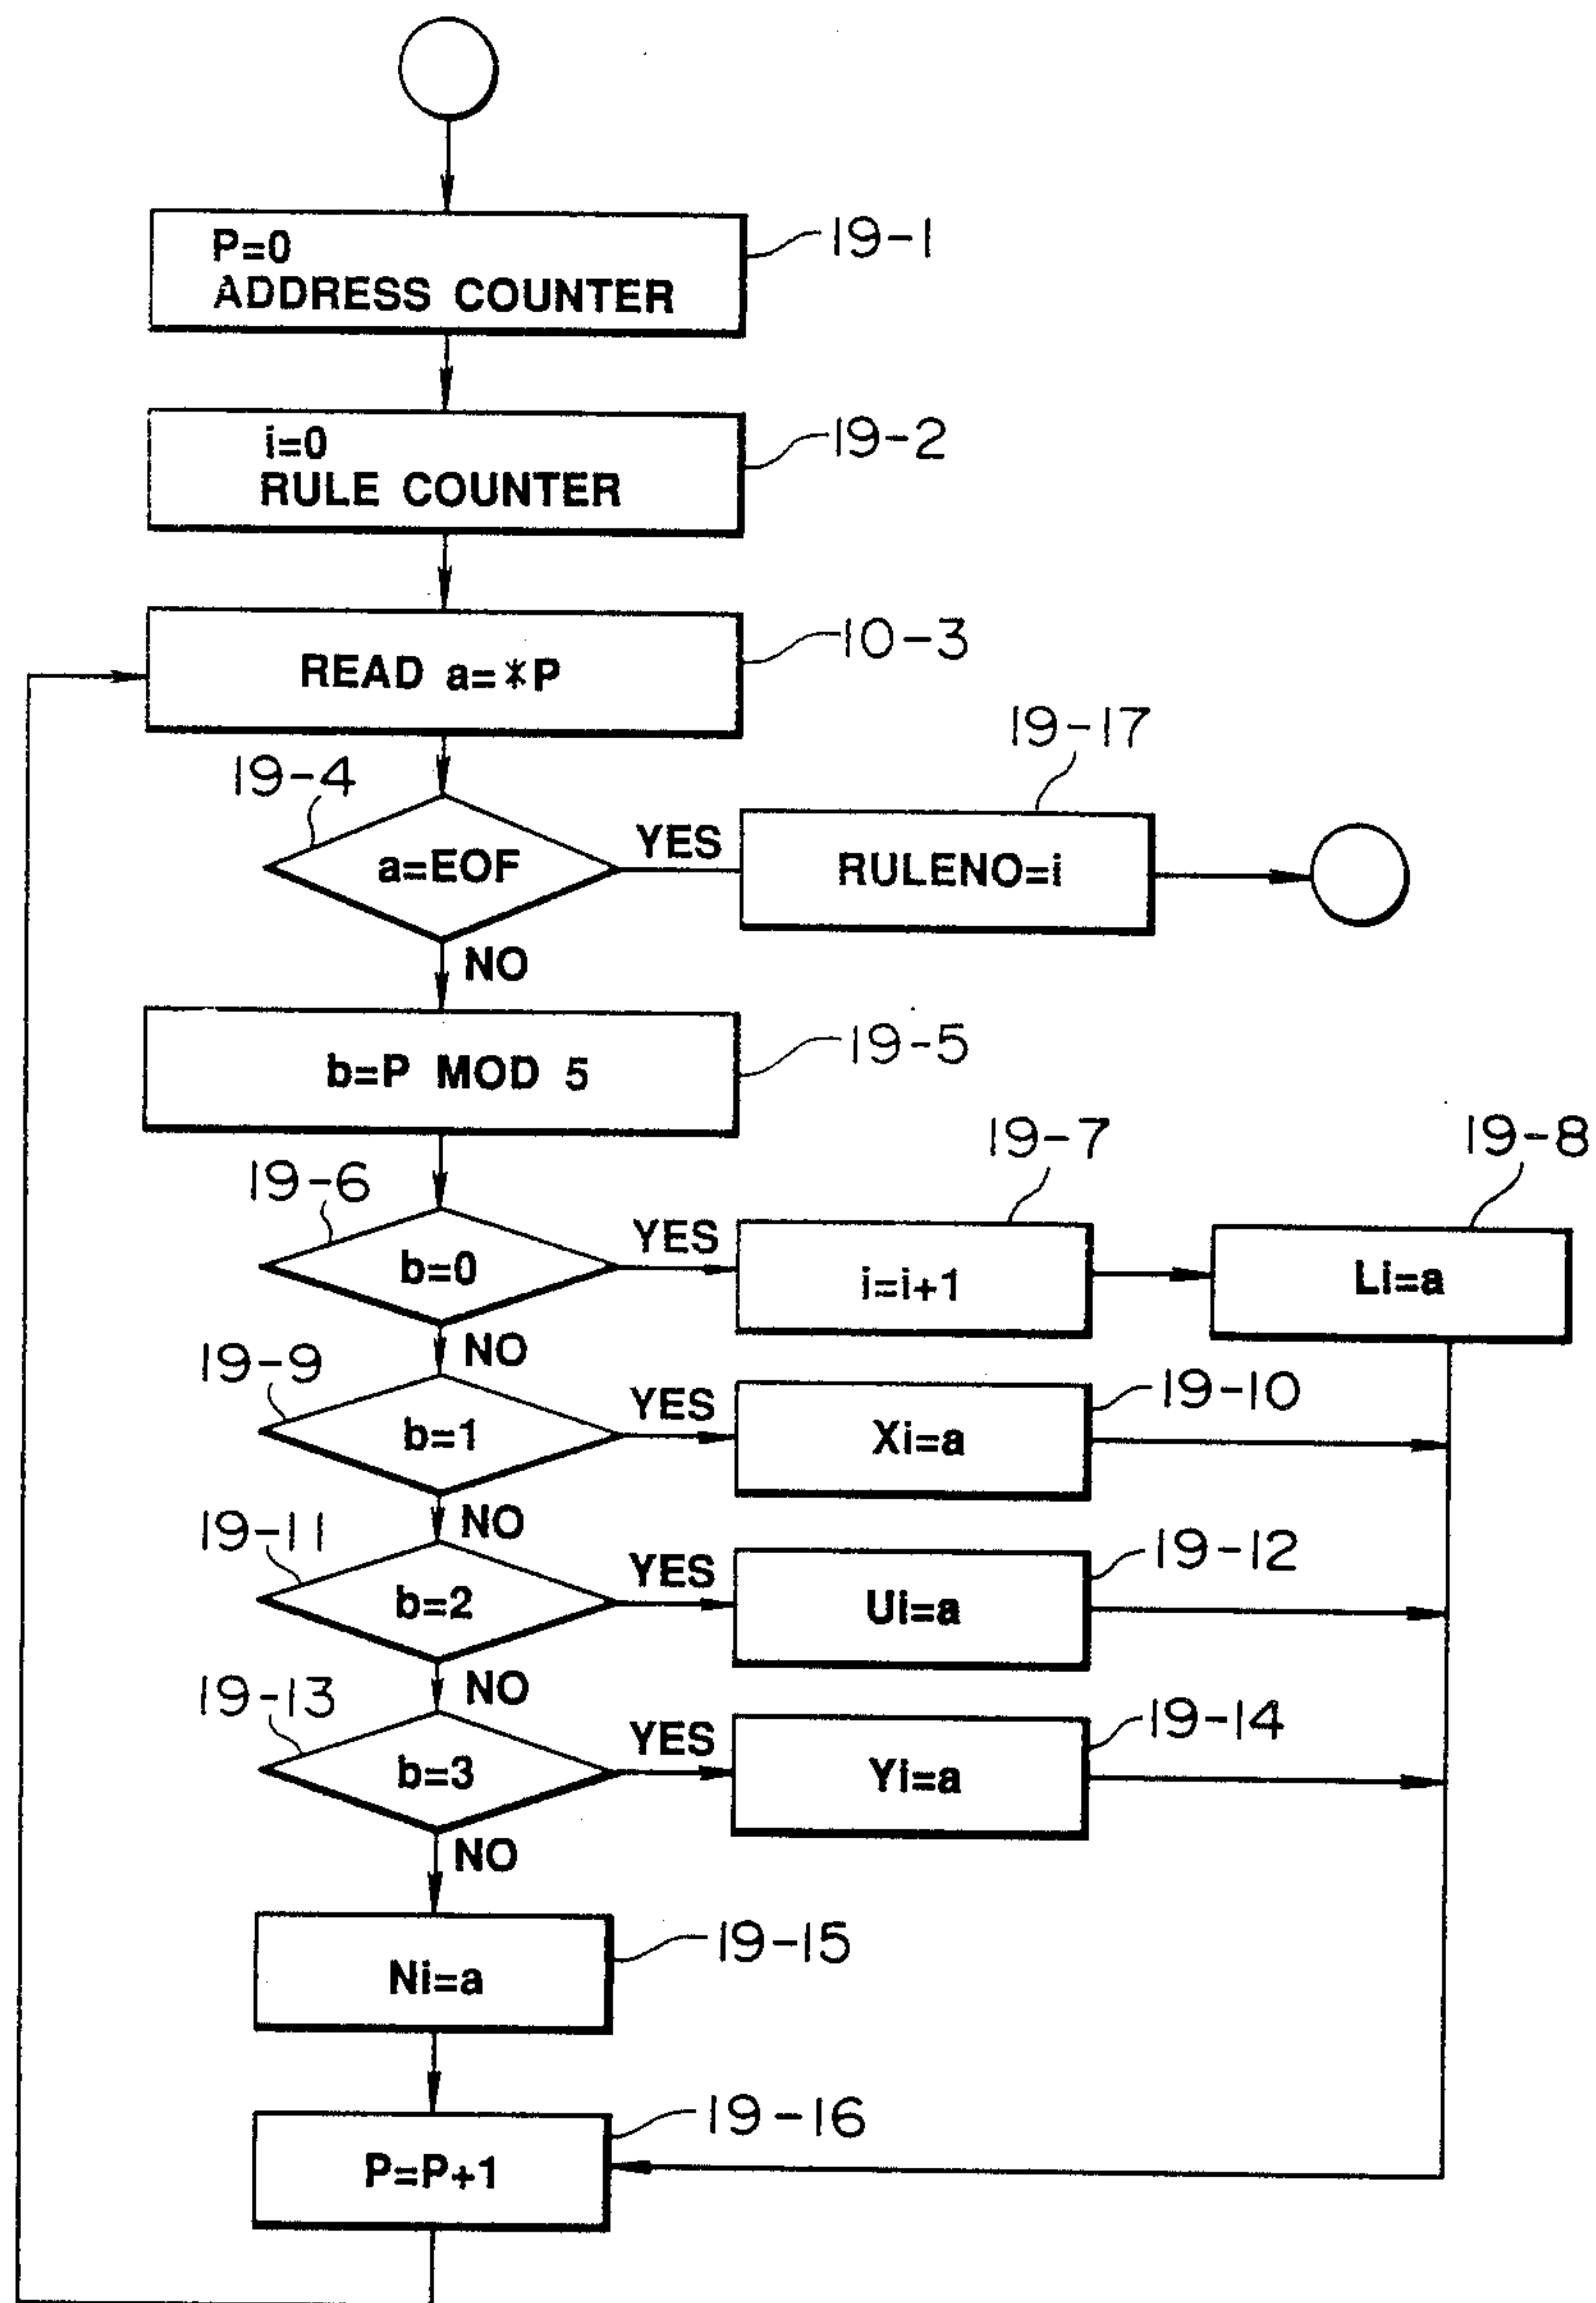 P=0
ADDRESS COUNTER
19-1
i=0
RULE COUNTER
19-2
READ a=*P
10-3
19-4
a=EOF
YES
19-17
RULENO=i
NO
b=P MOD 5
19-5
19-6
b=0
YES
19-7
i=i+1
19-8
Li=a
NO
19-9
b=1
YES
Xi=a
19-10
NO
19-11
b=2
YES
Ui=a
19-12
NO
19-13
b=3
YES
Yi=a
19-14
NO
Ni=a
19-15
P=P+1
19-16